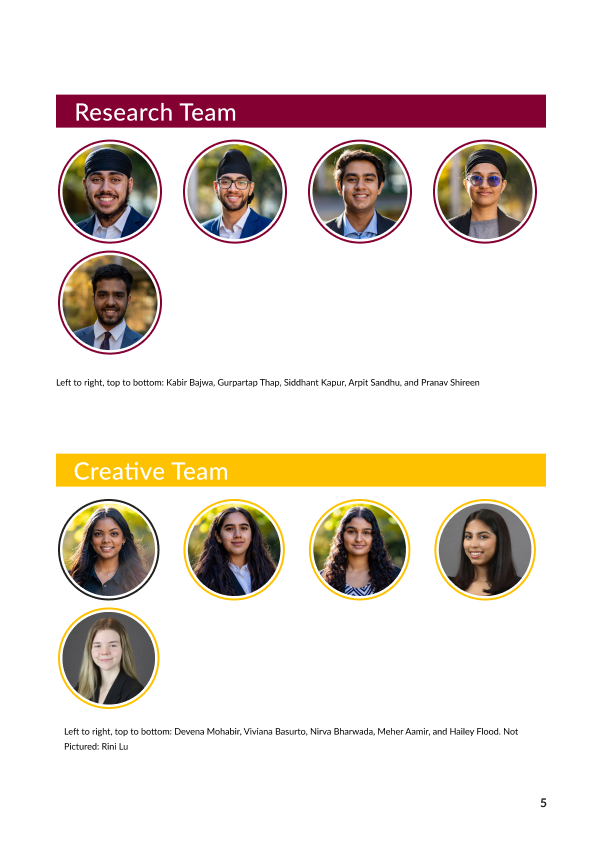 Research Team
Left to right, top to bottom: Kabir Bajwa, Gurpartap Thap, Siddhant Kapur, Arpit Sandhu, and Pranav Shireen
Creative Team
Left to right, top to bottom: Devena Mohabir, Viviana Basurto, Nirva Bharwada, Meher Aamir, and Hailey Flood. Not
Pictured: Rini Lu
5